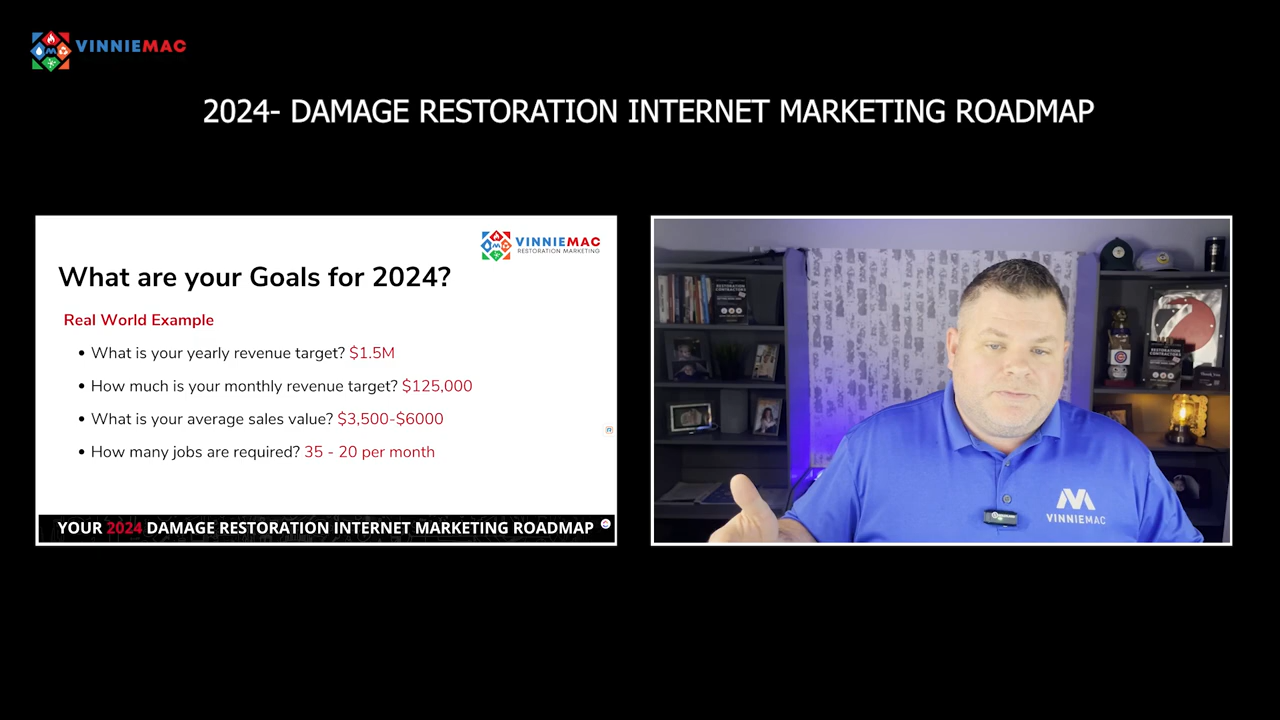 VINNIEMAC
2024- DAMAGE RESTORATION INTERNET MARKETING ROADMAP
VINNIEMAC
RESTORATION MARKETING
What are your Goals for 2024?
Real World Example
• What is your yearly revenue target? $1.5M
• How much is your monthly revenue target? $125,000
• What is your average sales value? $3,500-$6000
• How many jobs are required? 35 - 20 per month
YOUR 2024 DAMAGE RESTORATION INTERNET MARKETING ROADMAP
RESTORATION
CONTRACTORS
VINNIEMAC